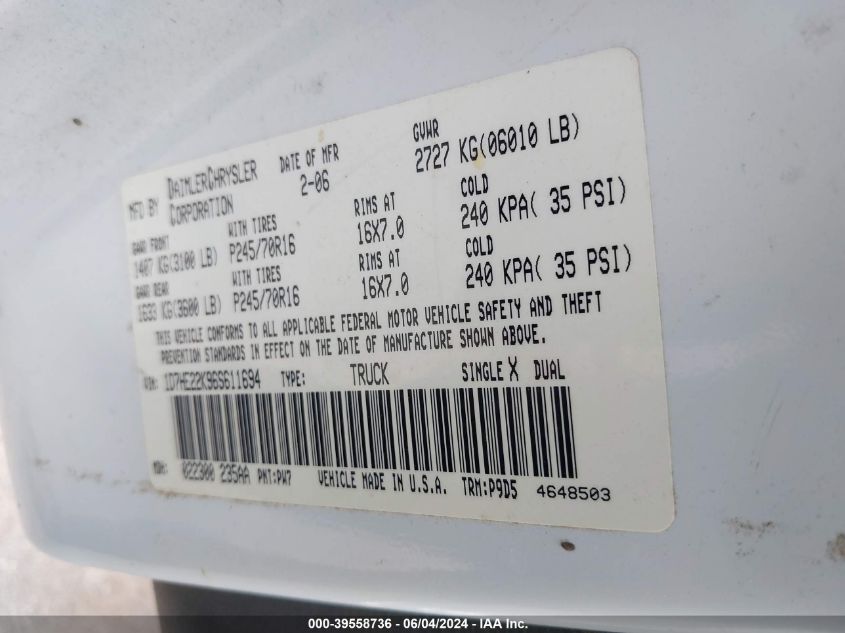 MFD BY DAIMLERCHRYSLER CORPORATION DATE OF MFR 2-06 GVWR 2727 KG(06010 LB)
GAWR FRONT WITH TIRES RIMS AT COLD
1407 KG(3100 LB) P245/70R16 16X7.0 240 KPA( 35 PSI)
GAWR REAR WITH TIRES RIMS AT COLD
1633 KG(3600 LB) P245/70R16 16X7.0 240 KPA( 35 PSI)
THIS VEHICLE CONFORMS TO ALL APPLICABLE FEDERAL MOTOR VEHICLE SAFETY AND THEFT
PREVENTION STANDARDS IN EFFECT ON THE DATE OF MANUFACTURE SHOWN ABOVE.
VIN: 1D7HE22K96S611694 TYPE: TRUCK SINGLE X DUAL
MDH: 022300 235AA PNT:PW7 VEHICLE MADE IN U.S.A. TRM:P9D5 4648503
000-39558736 - 06/04/2024 - IAA Inc.